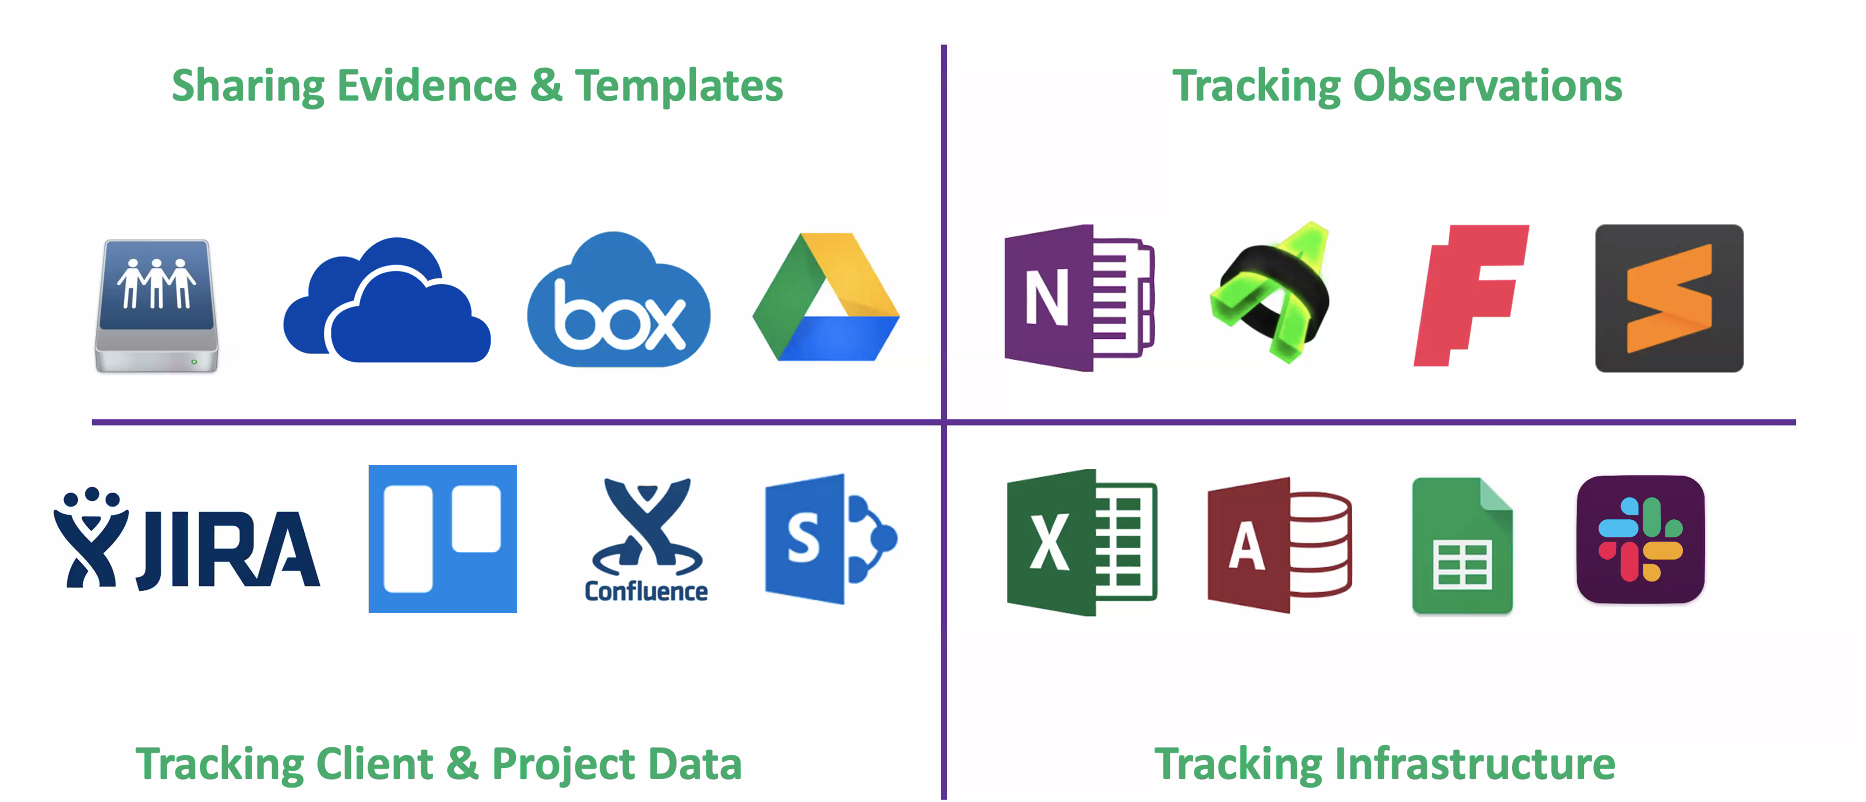 Sharing Evidence & Templates
Tracking Observations
box
N
JIRA
Confluence
S
X
A
Tracking Client & Project Data
Tracking Infrastructure